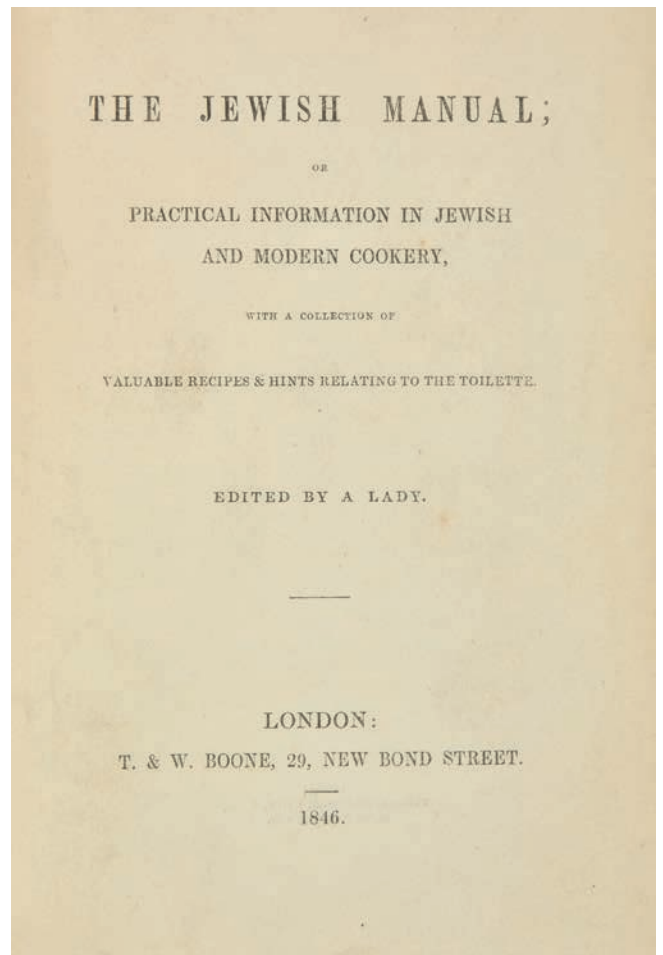 THE JEWISH MANUAL;
OR
PRACTICAL INFORMATION IN JEWISH
AND MODERN COOKERY,
WITH A COLLECTION OF
VALUABLE RECIPES & HINTS RELATING TO THE TOILETTE.
EDITED BY A LADY.
LONDON:
T. & W. BOONE, 29, NEW BOND STREET.
1846.